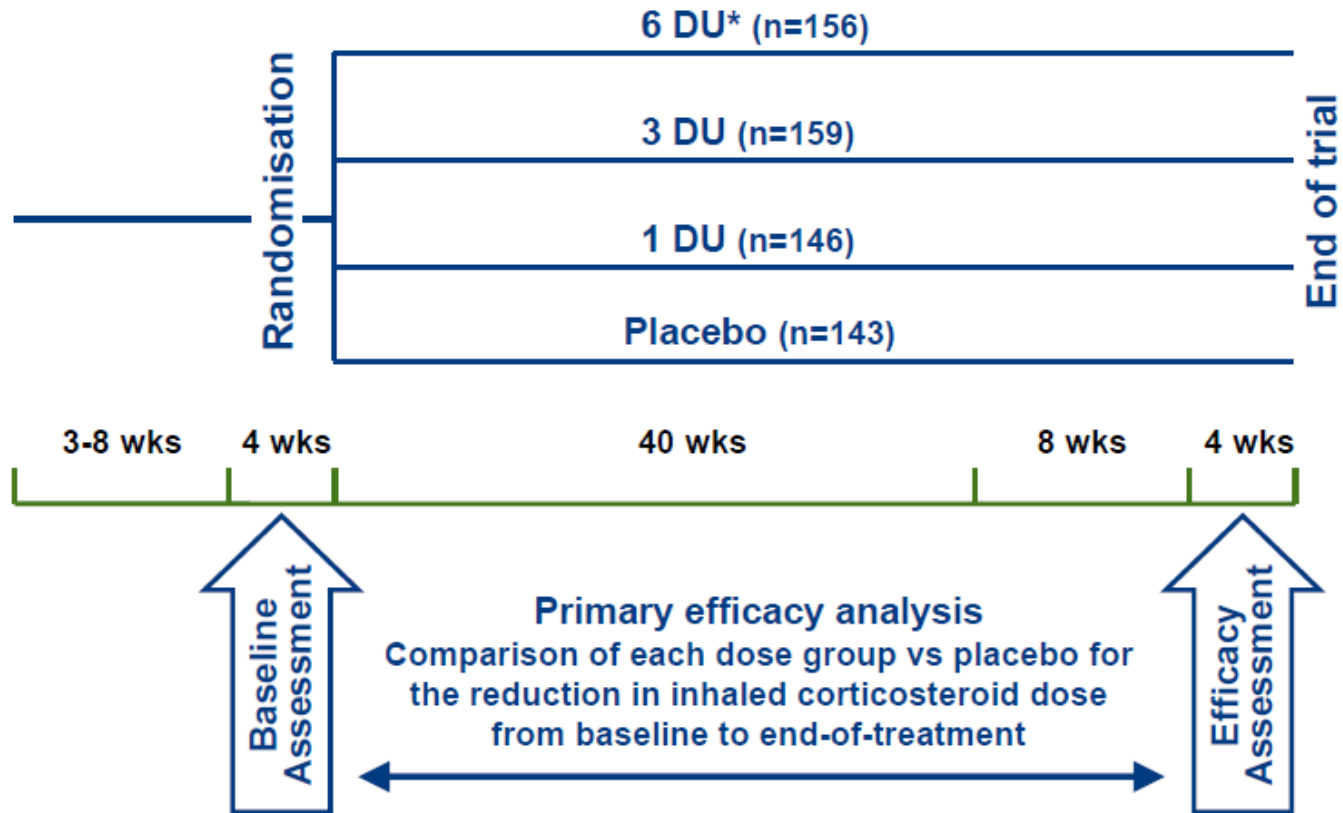 6 DU* (n=156)
3 DU (n=159)
1 DU (n=146)
Placebo (n=143)
Randomisation
End of trial
3-8 wks
4 wks
40 wks
8 wks
4 wks
Baseline
Assessment
Primary efficacy analysis
Comparison of each dose group vs placebo for
the reduction in inhaled corticosteroid dose
from baseline to end-of-treatment
Efficacy
Assessment